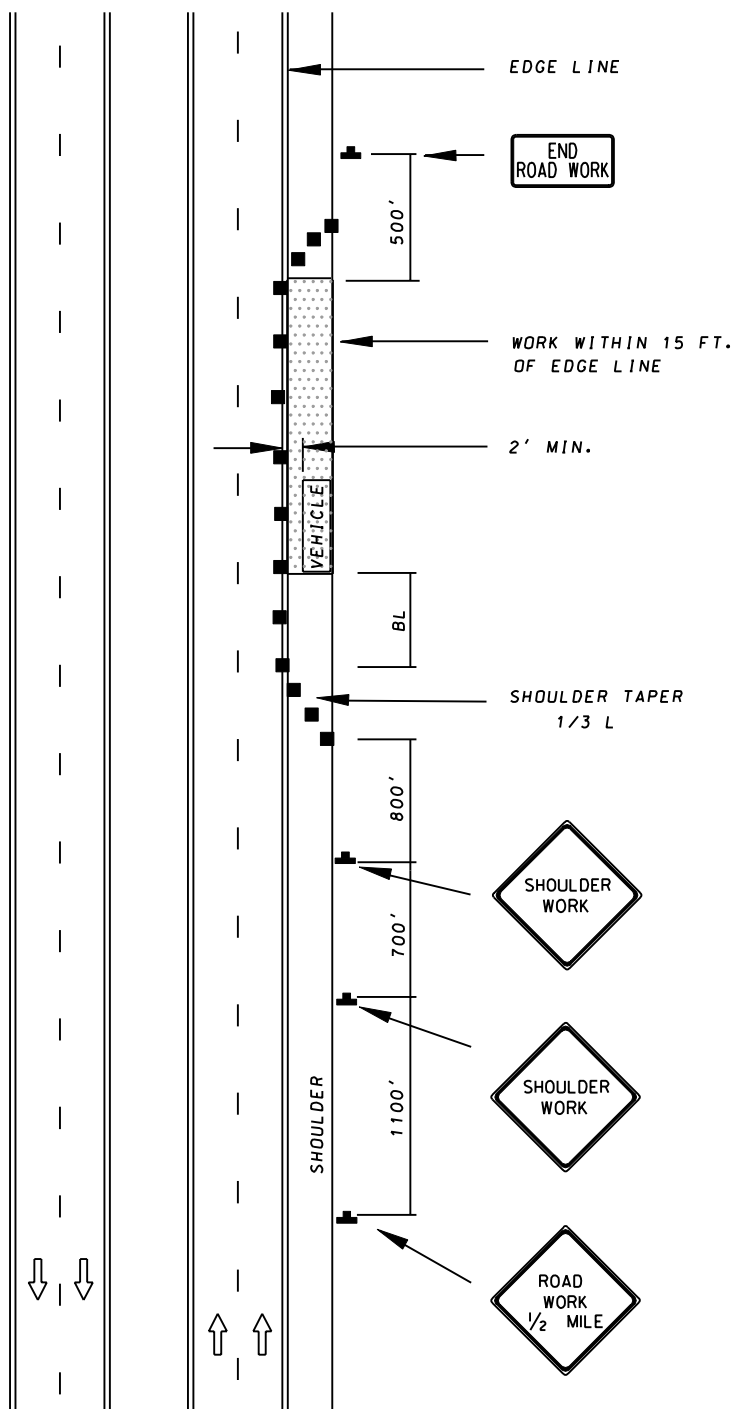 EDGE LINE
END
ROAD WORK
500'
WORK WITHIN 15 FT.
OF EDGE LINE
2' MIN.
VEHICLE
BL
SHOULDER TAPER
1/3 L
800'
SHOULDER
WORK
700'
SHOULDER
WORK
1100'
SHOULDER
ROAD
WORK
1/2 MILE